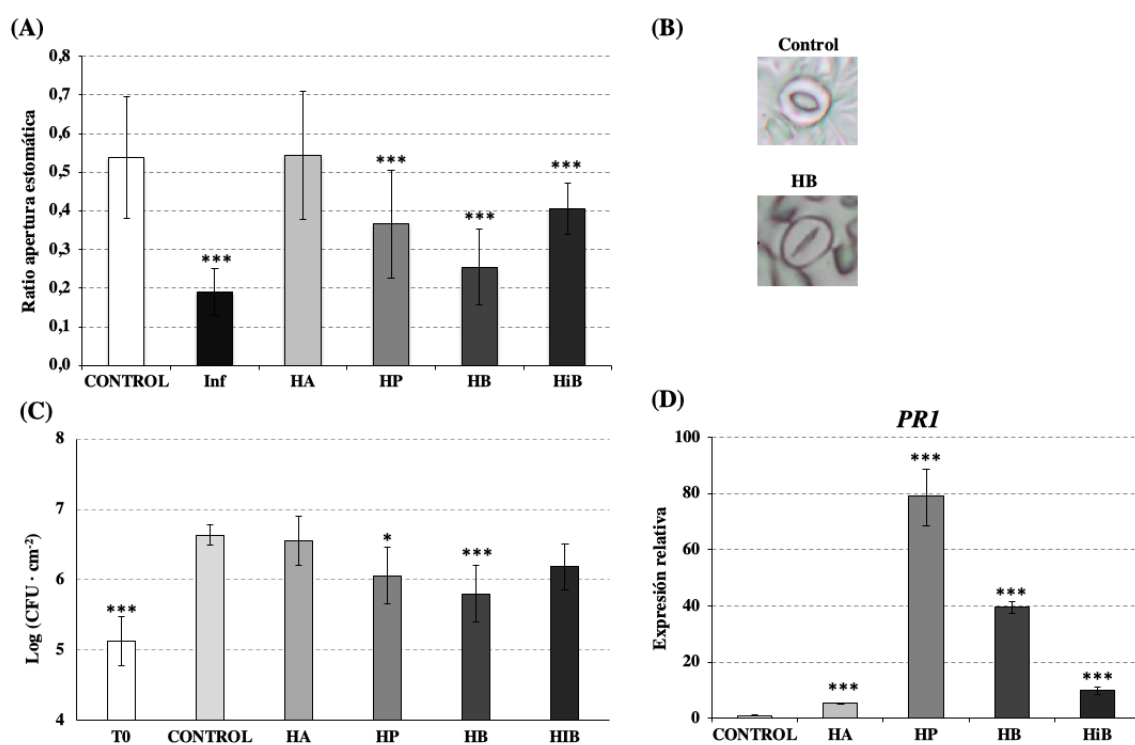 (A)
0,8
0,7
0,6
0,5
0,4
0,3
0,2
0,1
0,0
Ratio apertura estomática
***
***
***
***
CONTROL Inf HA HP HB HiB
(B)
Control
HB
(C)
8
7
6
5
4
Log (CFU · cm⁻²)
***
*
***
T0 CONTROL HA HP HB HIB
(D)
PR1
100
80
60
40
20
0
Expresión relativa
***
***
***
***
CONTROL HA HP HB HiB